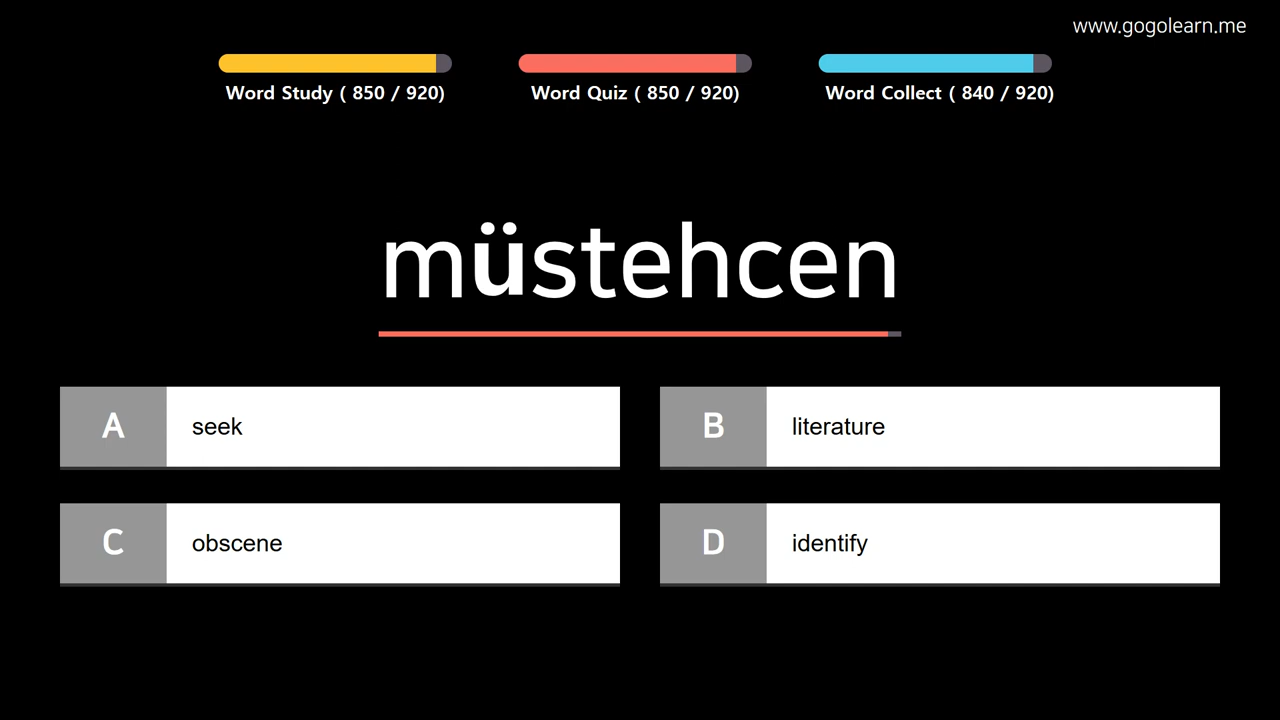 www.gogolearn.me
Word Study ( 850 / 920)
Word Quiz ( 850 / 920)
Word Collect ( 840 / 920)
müstehcen
A seek
B literature
C obscene
D identify